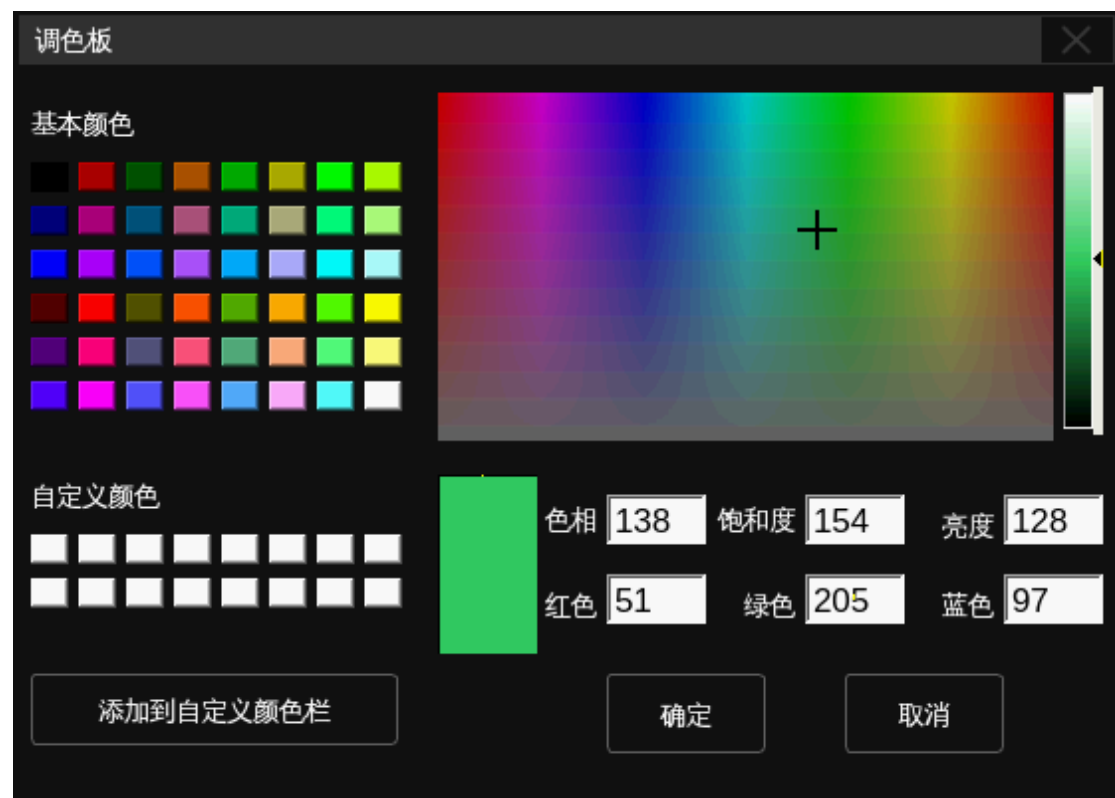 调色板
基本颜色
自定义颜色
色相 138 饱和度 154 亮度 128
红色 51 绿色 205 蓝色 97
添加到自定义颜色栏 确定 取消